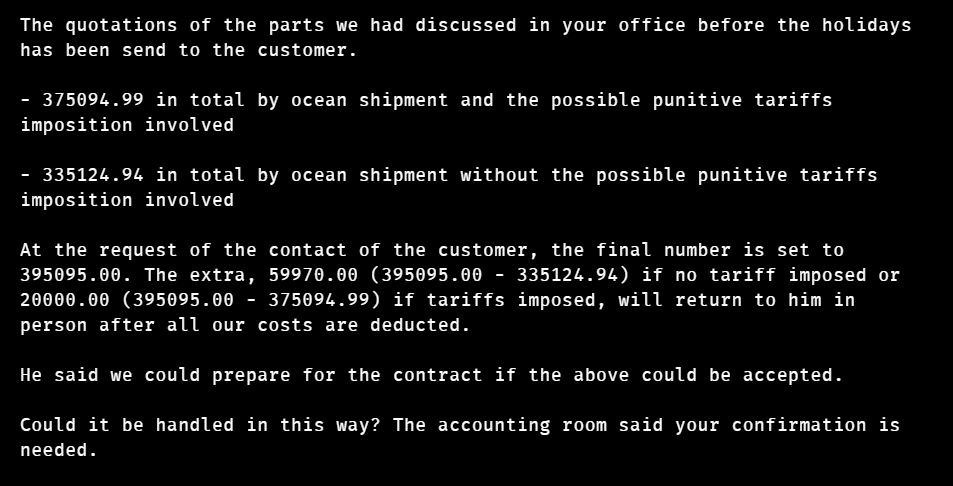 The quotations of the parts we had discussed in your office before the holidays
has been send to the customer.
- 375094.99 in total by ocean shipment and the possible punitive tariffs
imposition involved
- 335124.94 in total by ocean shipment without the possible punitive tariffs
imposition involved
At the request of the contact of the customer, the final number is set to
395095.00. The extra, 59970.00 (395095.00 - 335124.94) if no tariff imposed or
20000.00 (395095.00 - 375094.99) if tariffs imposed, will return to him in
person after all our costs are deducted.
He said we could prepare for the contract if the above could be accepted.
Could it be handled in this way? The accounting room said your confirmation is
needed.